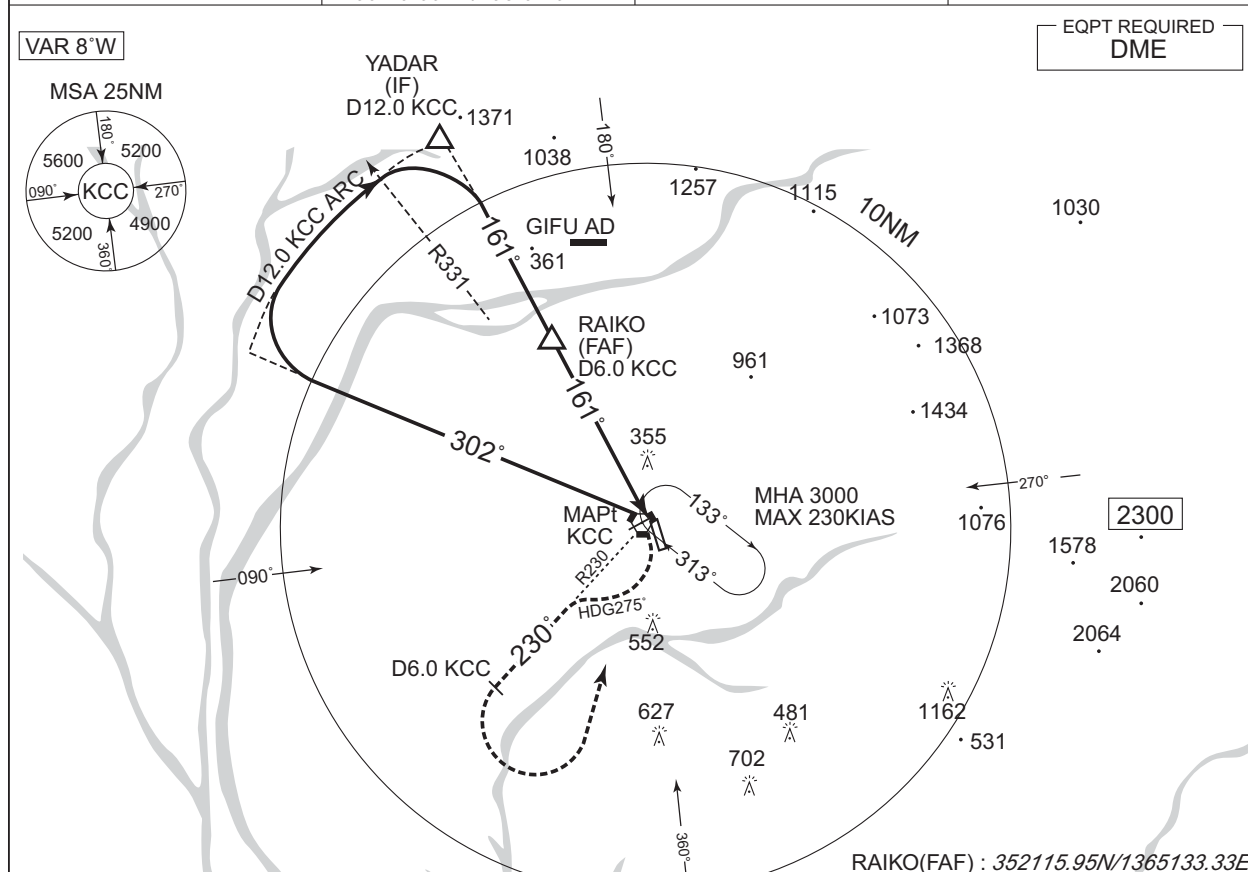 VAR 8°W
EQPT REQUIRED
DME
MSA 25NM
180°
5600
5200
090°
KCC
270°
5200
4900
360°
YADAR
(IF)
D12.0 KCC
1371
1038
180°
1257
1115
10NM
1030
D12.0 KCC ARC
R331
161°
GIFU AD
361
RAIKO
(FAF)
D6.0 KCC
1073
1368
961
1434
161°
302°
355
133°
MHA 3000
MAX 230KIAS
270°
1076
2300
MAPt
KCC
313°
1578
R230
090°
HDG275°
2060
552
2064
230°
D6.0 KCC
627
481
1162
531
702
360°
RAIKO(FAF) : 352115.95N/1365133.33E